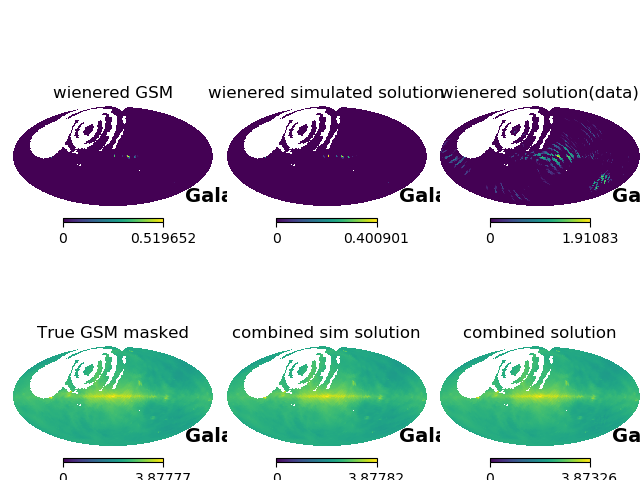 wienered GSM
wienered simulated solution
wienered solution(data)
Gala
Gala
Ga
0 0.519652
0 0.400901
0 1.91083
True GSM masked
combined sim solution
combined solution
Gala
Gala
Ga
0 3.87777
0 3.87782
0 3.87326